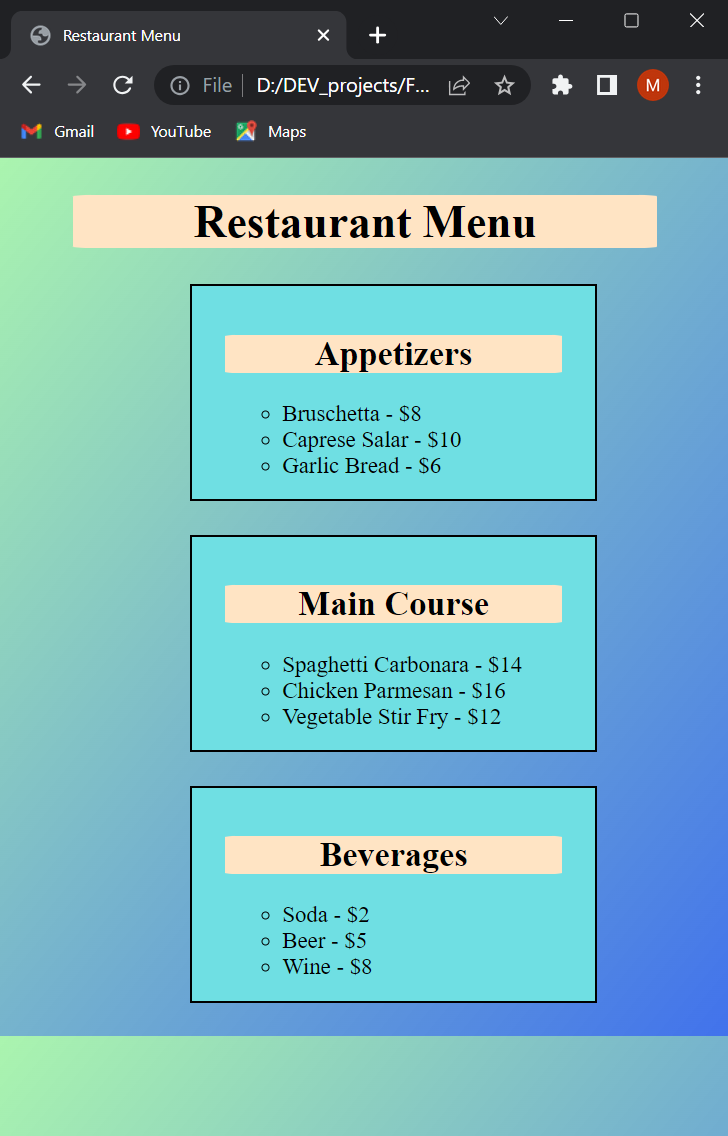 Restaurant Menu
File
D:/DEV_projects/F...
M
Gmail
YouTube
Maps
Restaurant Menu
Appetizers
Bruschetta - $8
Caprese Salar - $10
Garlic Bread - $6
Main Course
Spaghetti Carbonara - $14
Chicken Parmesan - $16
Vegetable Stir Fry - $12
Beverages
Soda - $2
Beer - $5
Wine - $8